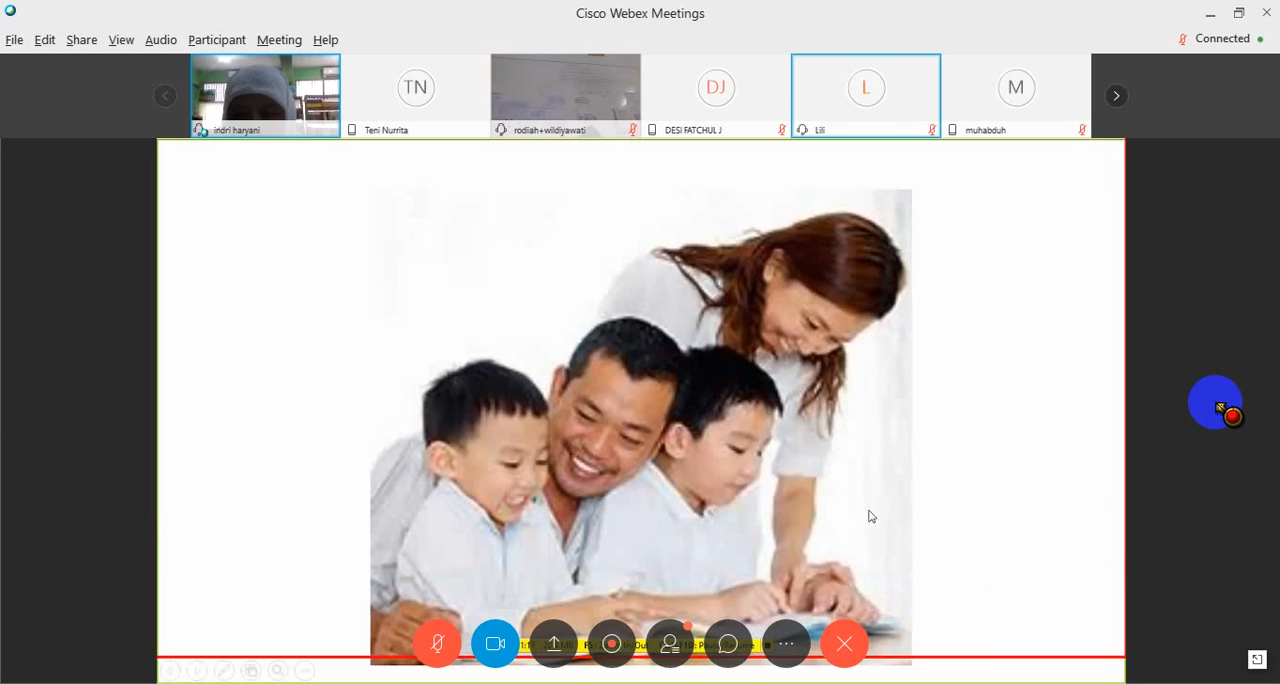 Cisco Webex Meetings
File Edit Share View Audio Participant Meeting Help
Connected
TN DJ L M
indri haryani Teni Nurrita rodiah+wildiyawati DESI FATCHUL J Lili muhabduh